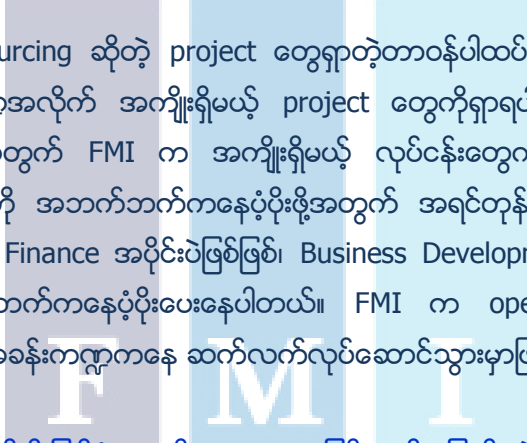 urcing ဆိုတဲ့ project တွေရှာတဲ့တာဝန်ပါထပ်
အလိုက် အကျိုးရှိမယ့် project တွေကိုရှာရပ
တွက် FMI က အကျိုးရှိမယ့် လုပ်ငန်းတွေက
ကို အဘက်ဘက်ကနေပံ့ပိုးဖို့အတွက် အရင်တုန်
Finance အပိုင်းပဲဖြစ်ဖြစ်၊ Business Develop
ဘက်ကနေပံ့ပိုးပေးနေပါတယ်။ FMI က ope
အခန်းကဏ္ဍကနေ ဆက်လက်လုပ်ဆောင်သွားမှာဖြ
F M I